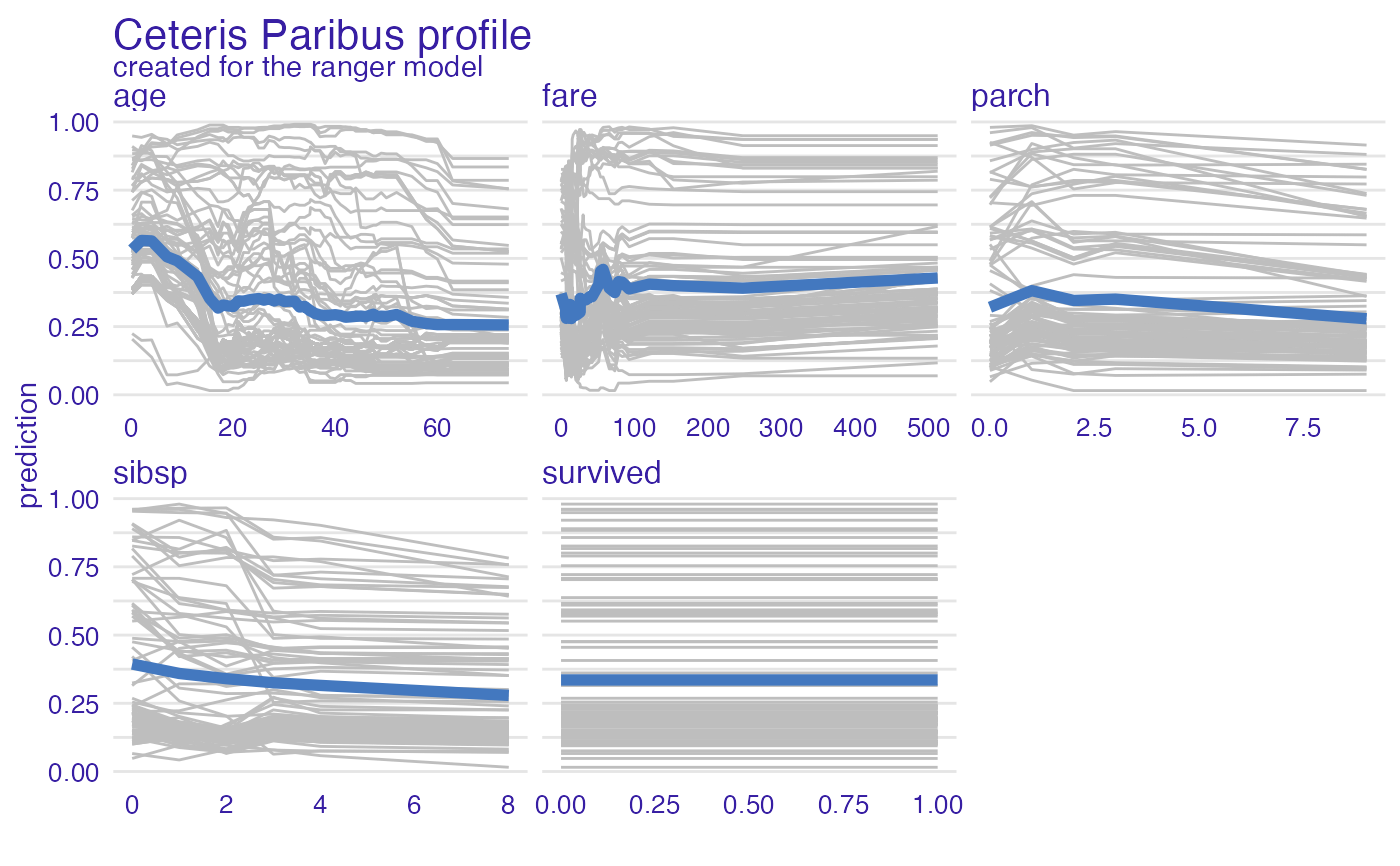 Ceteris Paribus profile
created for the ranger model
age fare parch
1.00
0.75
0.50
0.25
0.00
0 20 40 60 0 100 200 300 400 500 0.0 2.5 5.0 7.5
prediction
sibsp survived
1.00
0.75
0.50
0.25
0.00
0 2 4 6 8 0.00 0.25 0.50 0.75 1.00